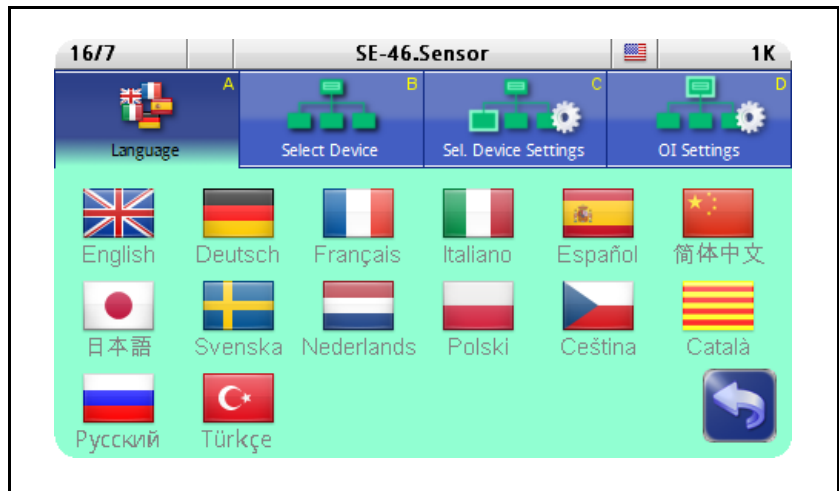 16/7 SE-46.Sensor 1K
A B C D
Language Select Device Sel. Device Settings OI Settings
English Deutsch Français Italiano Español 简体中文
日本語 Svenska Nederlands Polski Ceština Català
Русский Türkçe